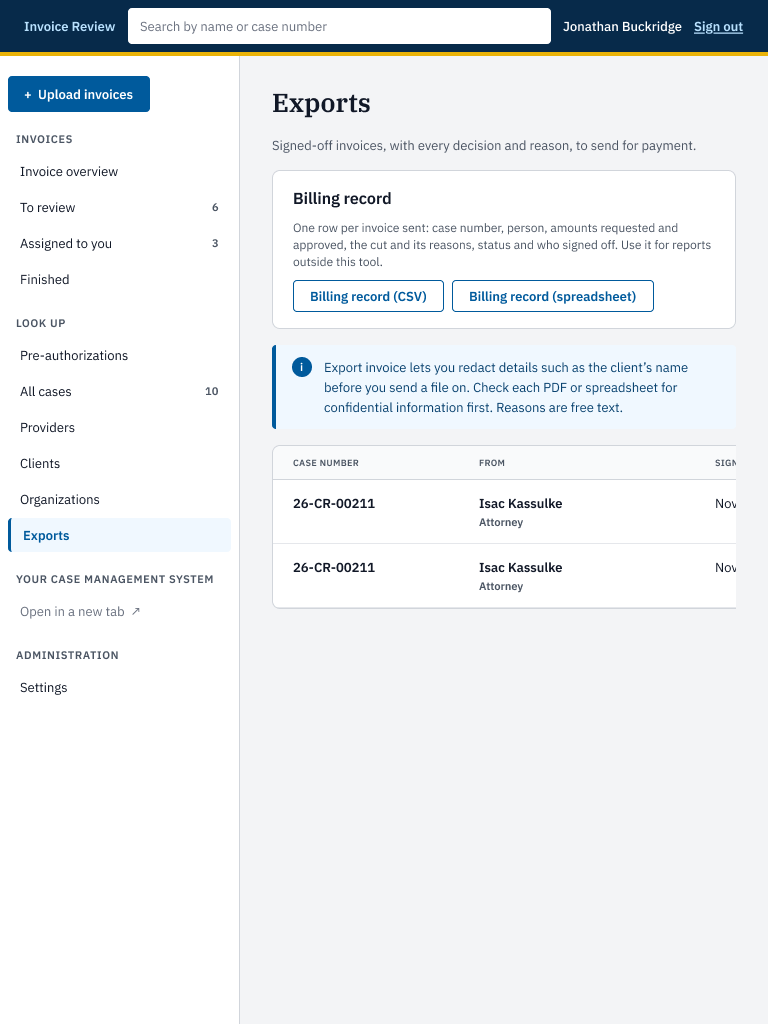 Invoice Review
Search by name or case number
Jonathan Buckridge
Sign out
+ Upload invoices
INVOICES
Invoice overview
To review 6
Assigned to you 3
Finished
LOOK UP
Pre-authorizations
All cases 10
Providers
Clients
Organizations
Exports
YOUR CASE MANAGEMENT SYSTEM
Open in a new tab ↗
ADMINISTRATION
Settings
Exports
Signed-off invoices, with every decision and reason, to send for payment.
Billing record
One row per invoice sent: case number, person, amounts requested and
approved, the cut and its reasons, status and who signed off. Use it for reports
outside this tool.
Billing record (CSV)
Billing record (spreadsheet)
i
Export invoice lets you redact details such as the client’s name
before you send a file on. Check each PDF or spreadsheet for
confidential information first. Reasons are free text.
CASE NUMBER FROM SIGN
26-CR-00211 Isac Kassulke Nov
Attorney
26-CR-00211 Isac Kassulke Nov
Attorney